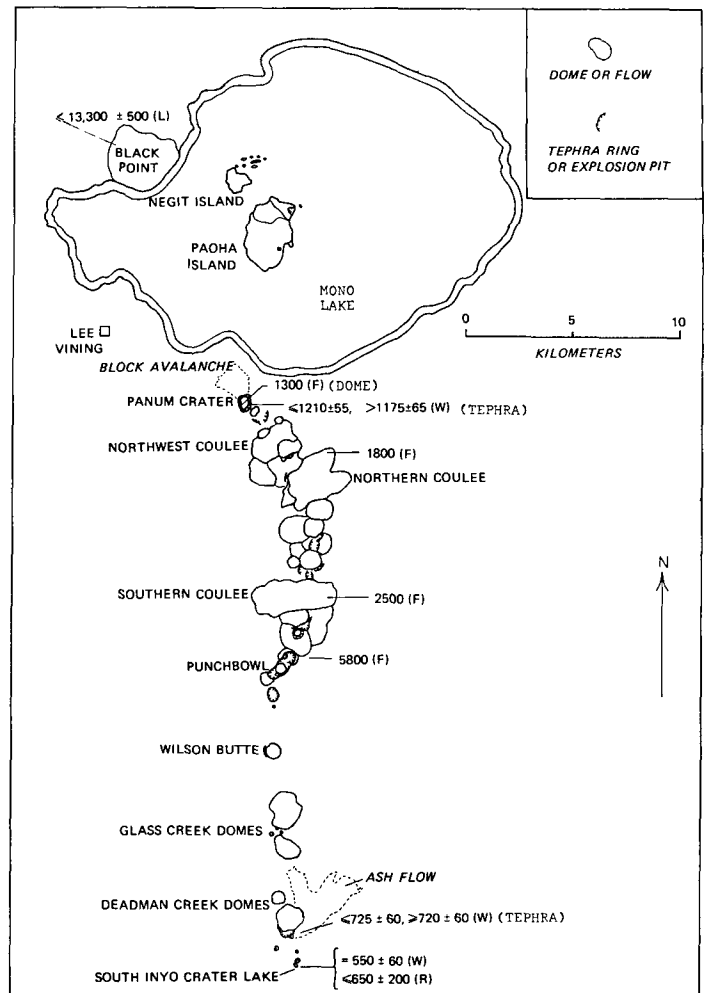 DOME OR FLOW
TEPHRA RING
OR EXPLOSION PIT
⩽ 13,300 ± 500 (L)
BLACK
POINT
NEGIT ISLAND
PAOHA
ISLAND
MONO
LAKE
0 5 10
KILOMETERS
LEE
VINING
BLOCK AVALANCHE
1300 (F) (DOME)
PANUM CRATER
⩽1210±55, >1175±65 (W) (TEPHRA)
NORTHWEST COULEE
1800 (F)
NORTHERN COULEE
N
SOUTHERN COULEE
2500 (F)
5800 (F)
PUNCHBOWL
WILSON BUTTE
GLASS CREEK DOMES
ASH FLOW
DEADMAN CREEK DOMES
⩽725 ± 60, ⩾720 ± 60 (W) (TEPHRA)
= 550 ± 60 (W)
SOUTH INYO CRATER LAKE
⩽650 ± 200 (R)